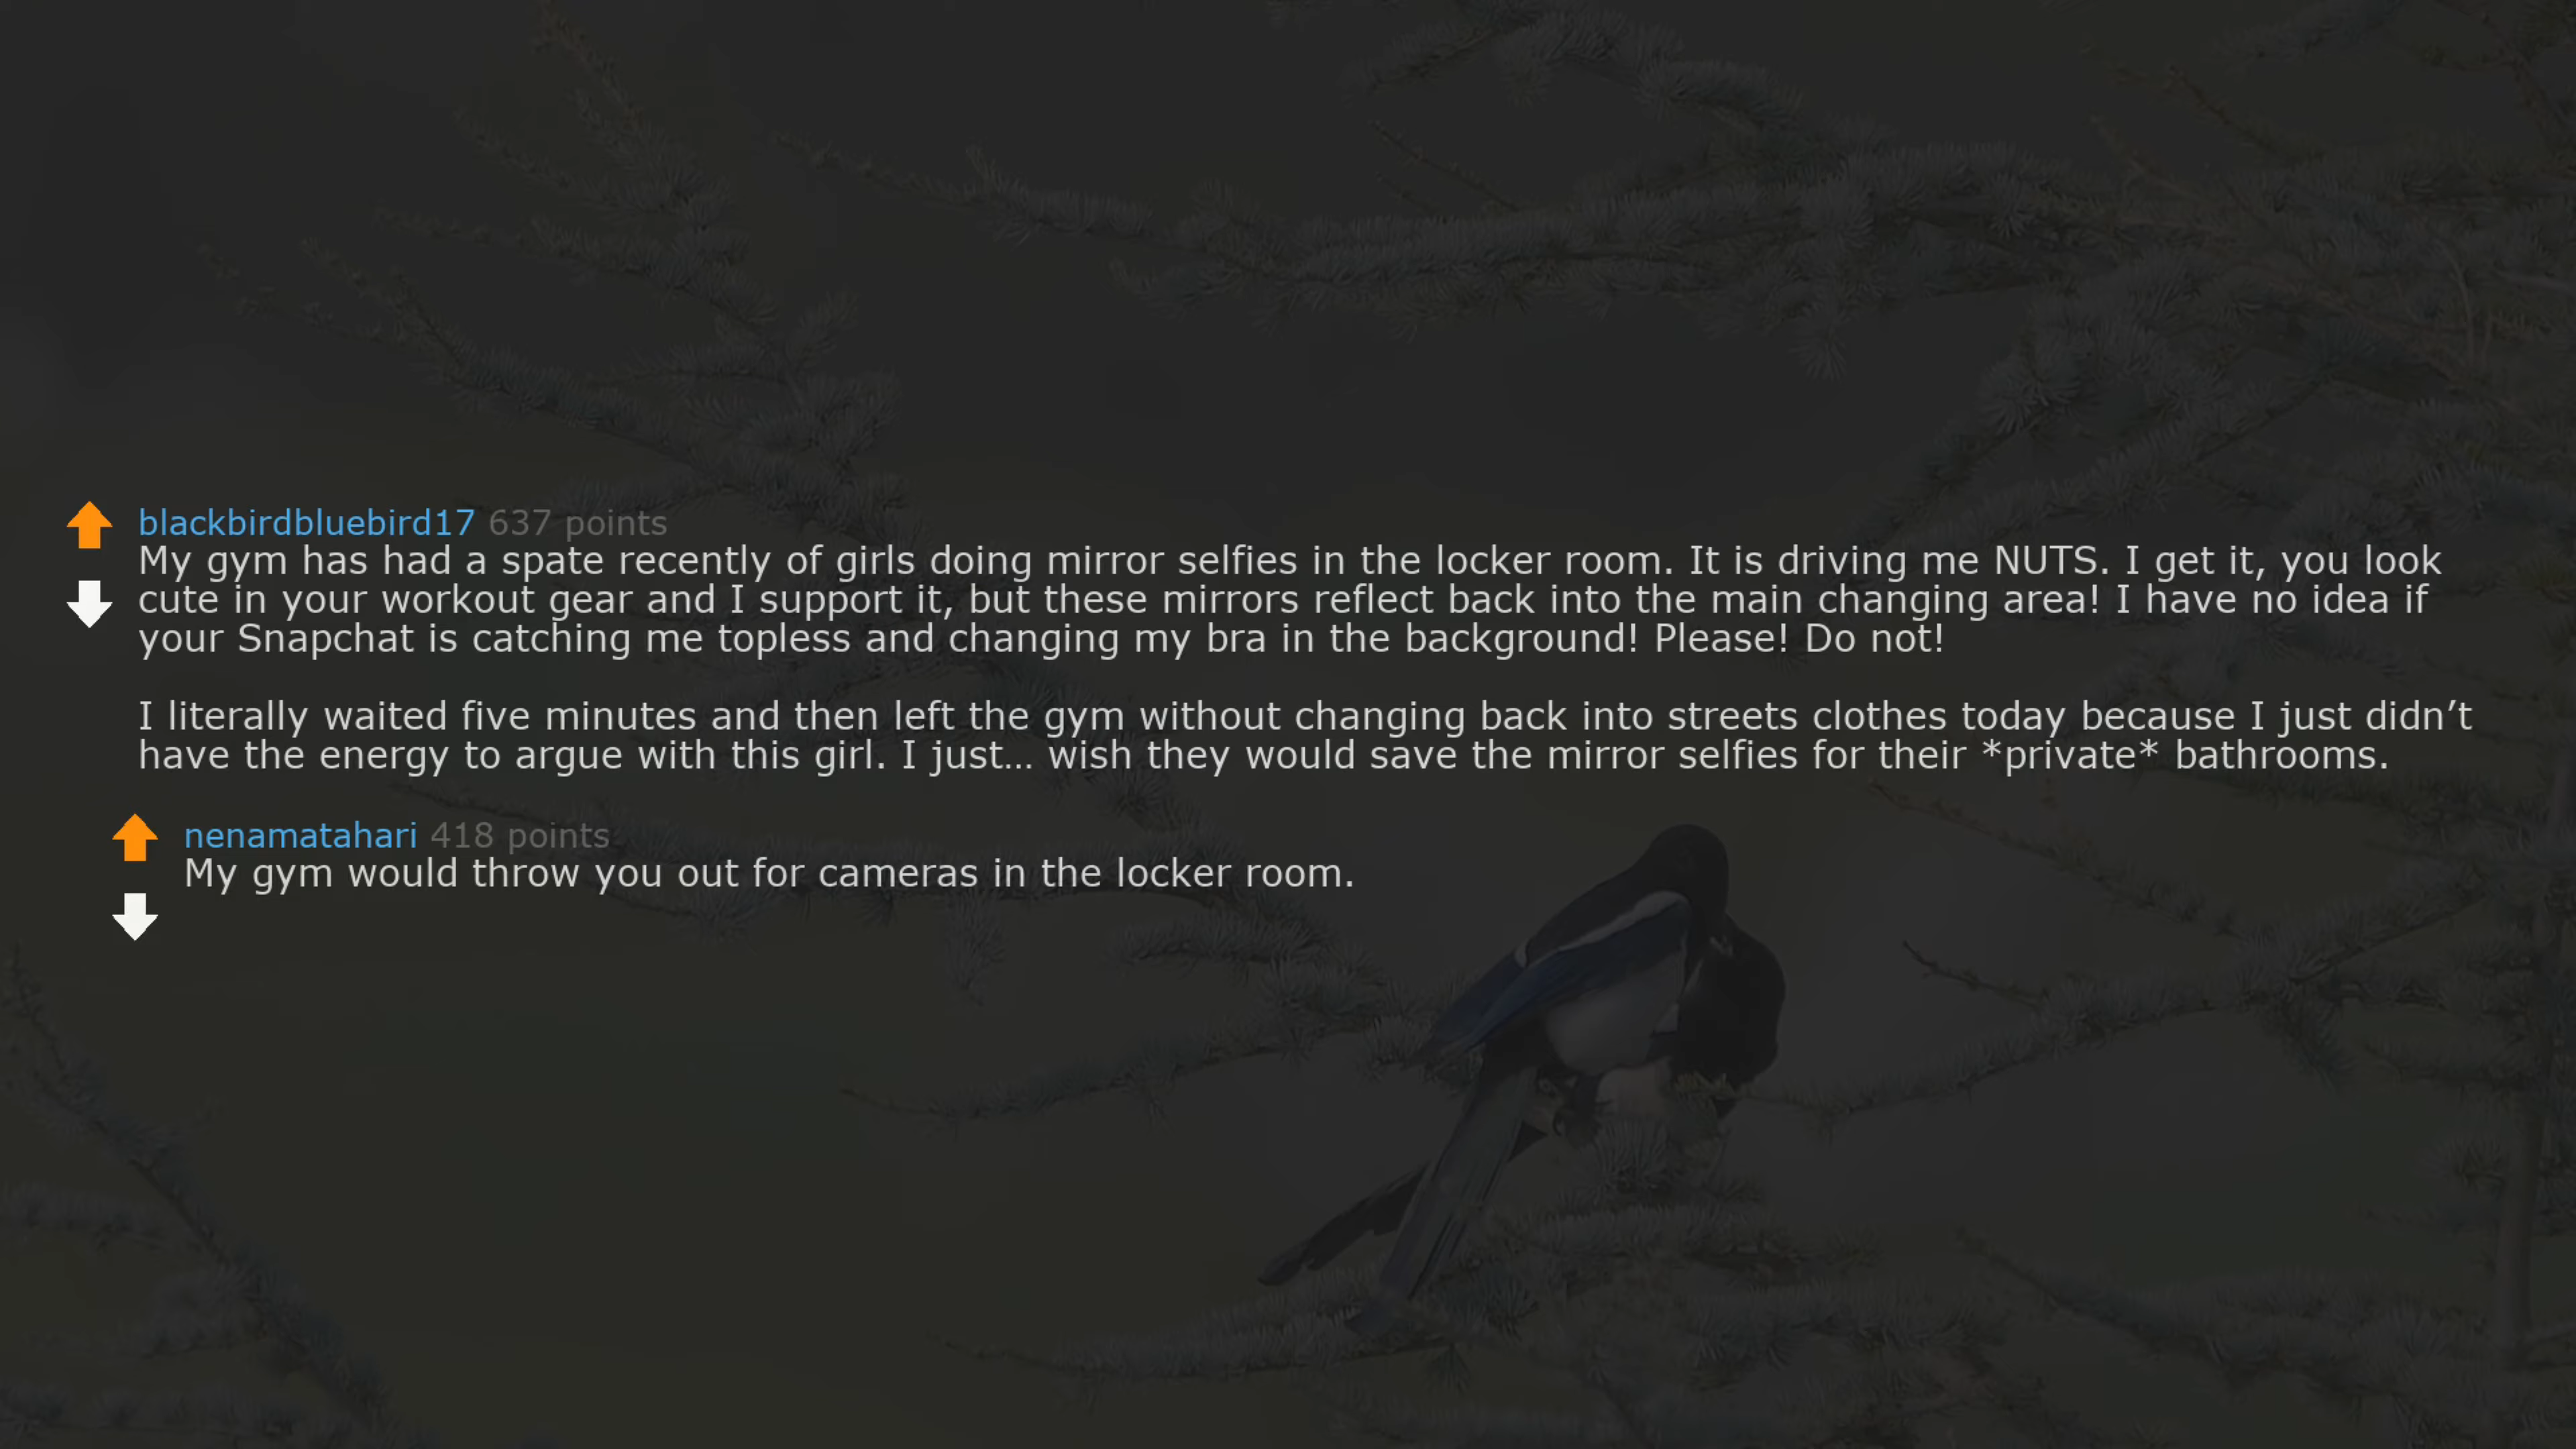 blackbirdbluebird17 637 points
My gym has had a spate recently of girls doing mirror selfies in the locker room. It is driving me NUTS. I get it, you look
cute in your workout gear and I support it, but these mirrors reflect back into the main changing area! I have no idea if
your Snapchat is catching me topless and changing my bra in the background! Please! Do not!
I literally waited five minutes and then left the gym without changing back into streets clothes today because I just didn’t
have the energy to argue with this girl. I just… wish they would save the mirror selfies for their *private* bathrooms.
nenamatahari 418 points
My gym would throw you out for cameras in the locker room.